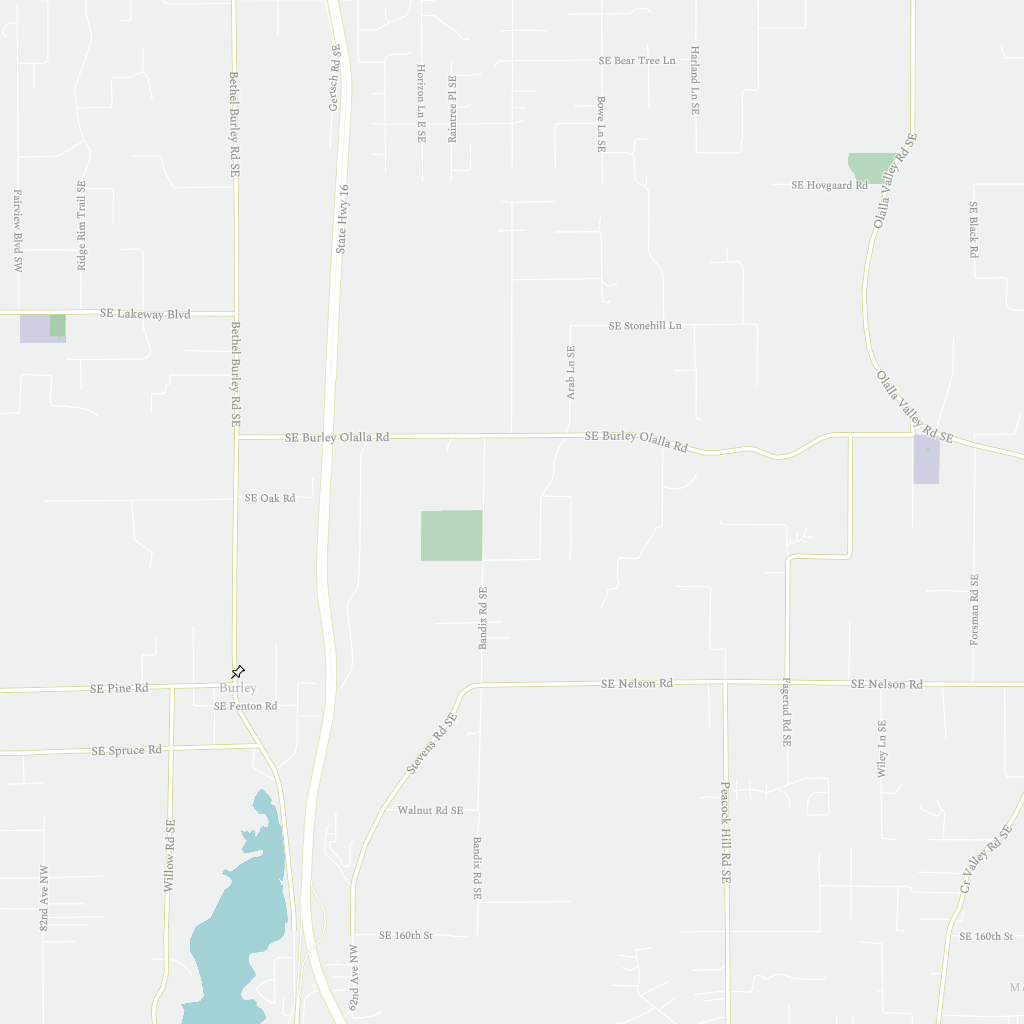 SE Bear Tree Ln
Gertsch Rd SE
Bethel Burley Rd SE
Horizon Ln E SE
Raintree Pl SE
Harland Ln SE
Bowe Ln SE
Olalla Valley Rd SE
SE Hovgaard Rd
State Hwy 16
Fairview Blvd SW
Ridge Rim Trail SE
SE Black Rd
SE Lakeway Blvd
Bethel Burley Rd SE
SE Stonehill Ln
Arab Ln SE
Olalla Valley Rd SE
SE Burley Olalla Rd
SE Burley Olalla Rd
SE Oak Rd
Bandix Rd SE
Forsman Rd SE
SE Pine Rd
Burley
SE Nelson Rd
SE Nelson Rd
SE Fenton Rd
Fagerud Rd SE
Stevens Rd SE
Wiley Ln SE
SE Spruce Rd
Walnut Rd SE
Peacock Hill Rd SE
Willow Rd SE
Bandix Rd SE
Cr Valley Rd SE
82nd Ave NW
SE 160th St
SE 160th St
62nd Ave NW